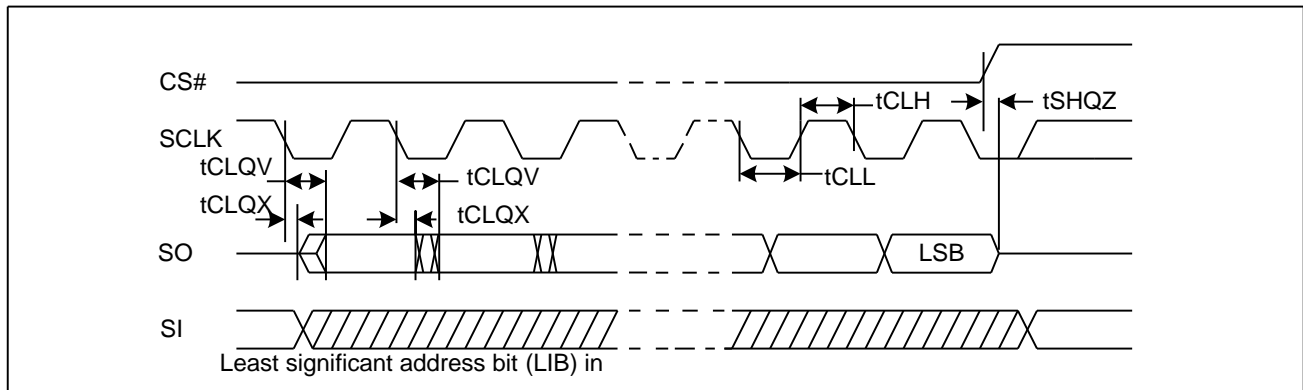 CS#
tCLH
tSHQZ
SCLK
tCLQV
tCLQV
tCLL
tCLQX
tCLQX
SO
LSB
SI
Least significant address bit (LIB) in